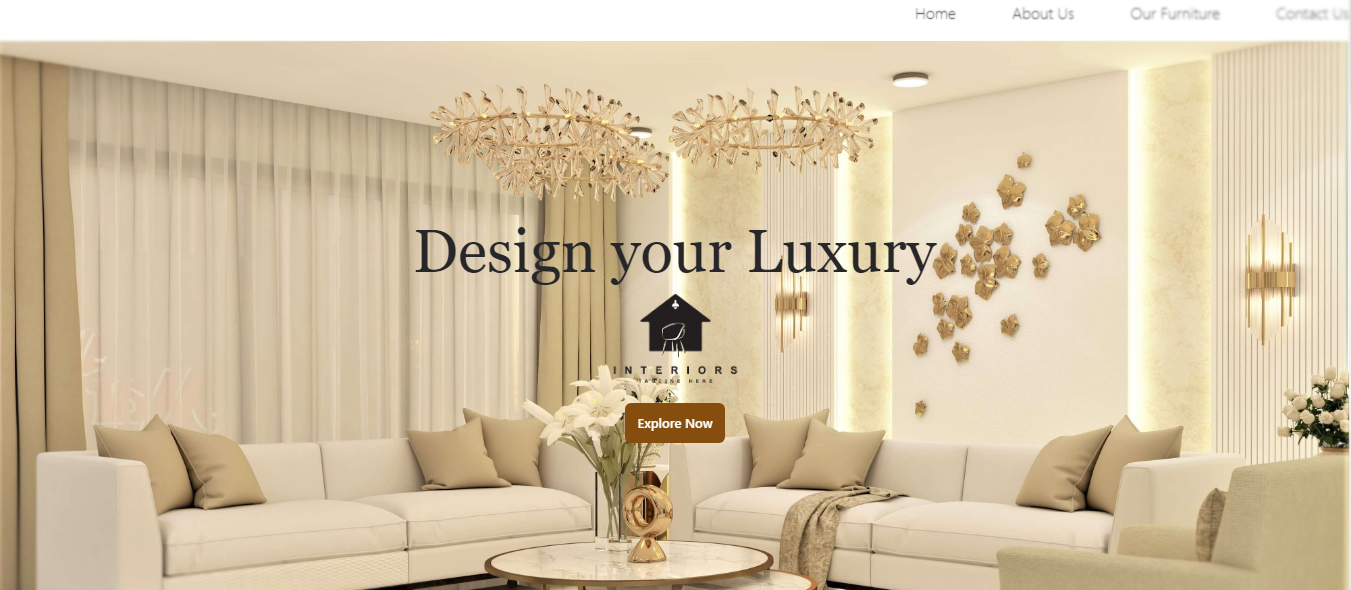 Home About Us Our Furniture Contact Us
Design your Luxury
INTERIORS
TAGLINE HERE
Explore Now